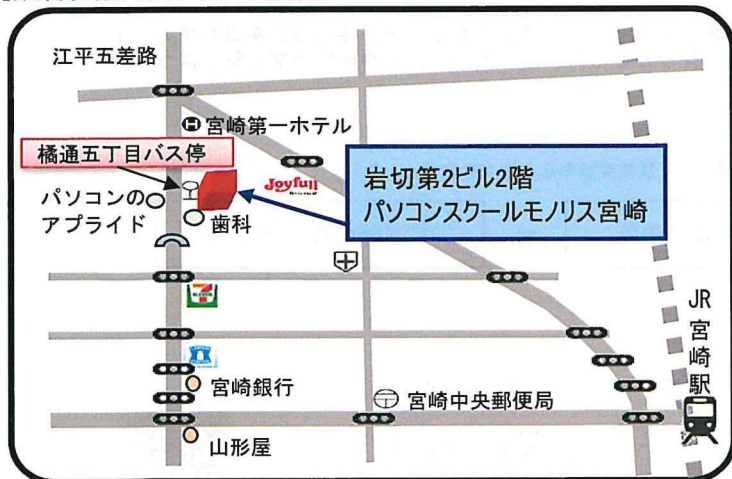 江平五差路
宮崎第一ホテル
橘通五丁目バス停
パソコンの
アプライド
歯科
Joyfull
岩切第2ビル2階
パソコンスクールモノリス宮崎
JR
宮
崎
駅
宮崎銀行
宮崎中央郵便局
山形屋